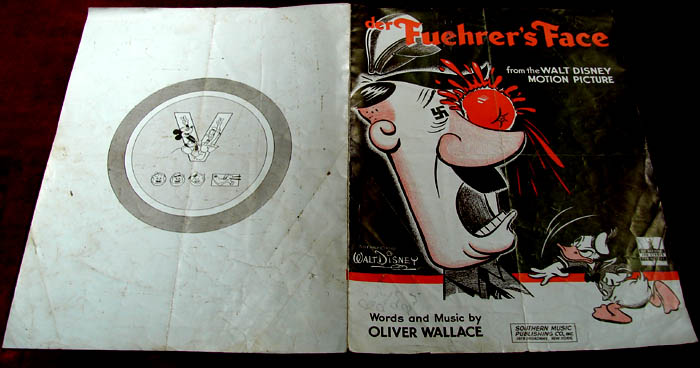 V
der Fuehrer's Face
from the WALT DISNEY
MOTION PICTURE
WALT DISNEY
Words and Music by
OLIVER WALLACE
SOUTHERN MUSIC
PUBLISHING CO., INC.